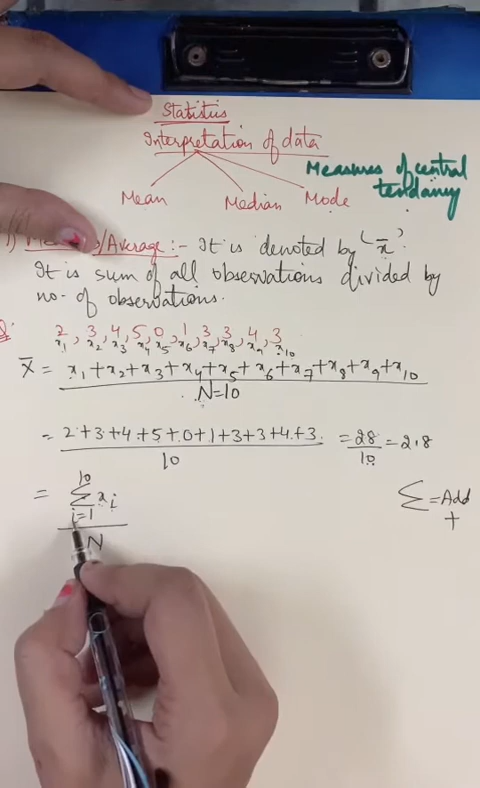 Statistics
Interpretation of data
Measures of central
tendancy
Mean Median Mode
/Average:- It is denoted by 'x̄'.
It is sum of all observations divided by
no. of observations.
2, 3, 4, 5, 0, 1, 3, 3, 4, 3
x₁ x₂ x₃ x₄ x₅ x₆ x₇ x₈ x₉ x₁₀
X̄ = x₁+x₂+x₃+x₄+x₅+x₆+x₇+x₈+x₉+x₁₀
N=10
= 2+3+4+5+0+1+3+3+4+3 = 28 = 2.8
10 10
10
= Σ xᵢ
i=1
N
Σ = Add
+